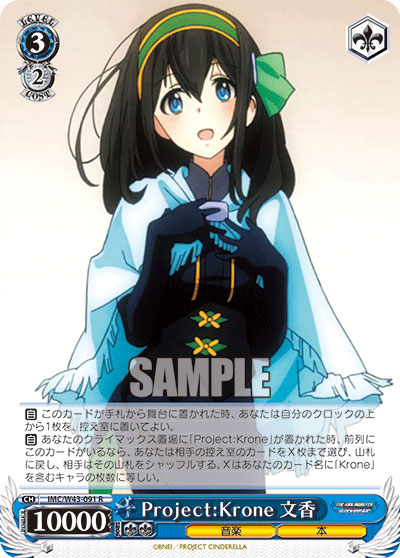 LEVEL
3
2
COST
SAMPLE
自 このカードが手札から舞台に置かれた時、あなたは自分のクロックの上
から1枚を、控え室に置いてよい。
自 あなたのクライマックス置場に「Project:Krone」が置かれた時、前列に
このカードがいるなら、あなたは相手の控え室のカードをX枚まで選び、山札
に戻し、相手はその山札をシャッフルする。Xはあなたのカード名に「Krone」
を含むキャラの枚数に等しい。
CH IMC/W43-091 R
10000
Project:Krone 文香
音楽 本
©BNEI / PROJECT CINDERELLA